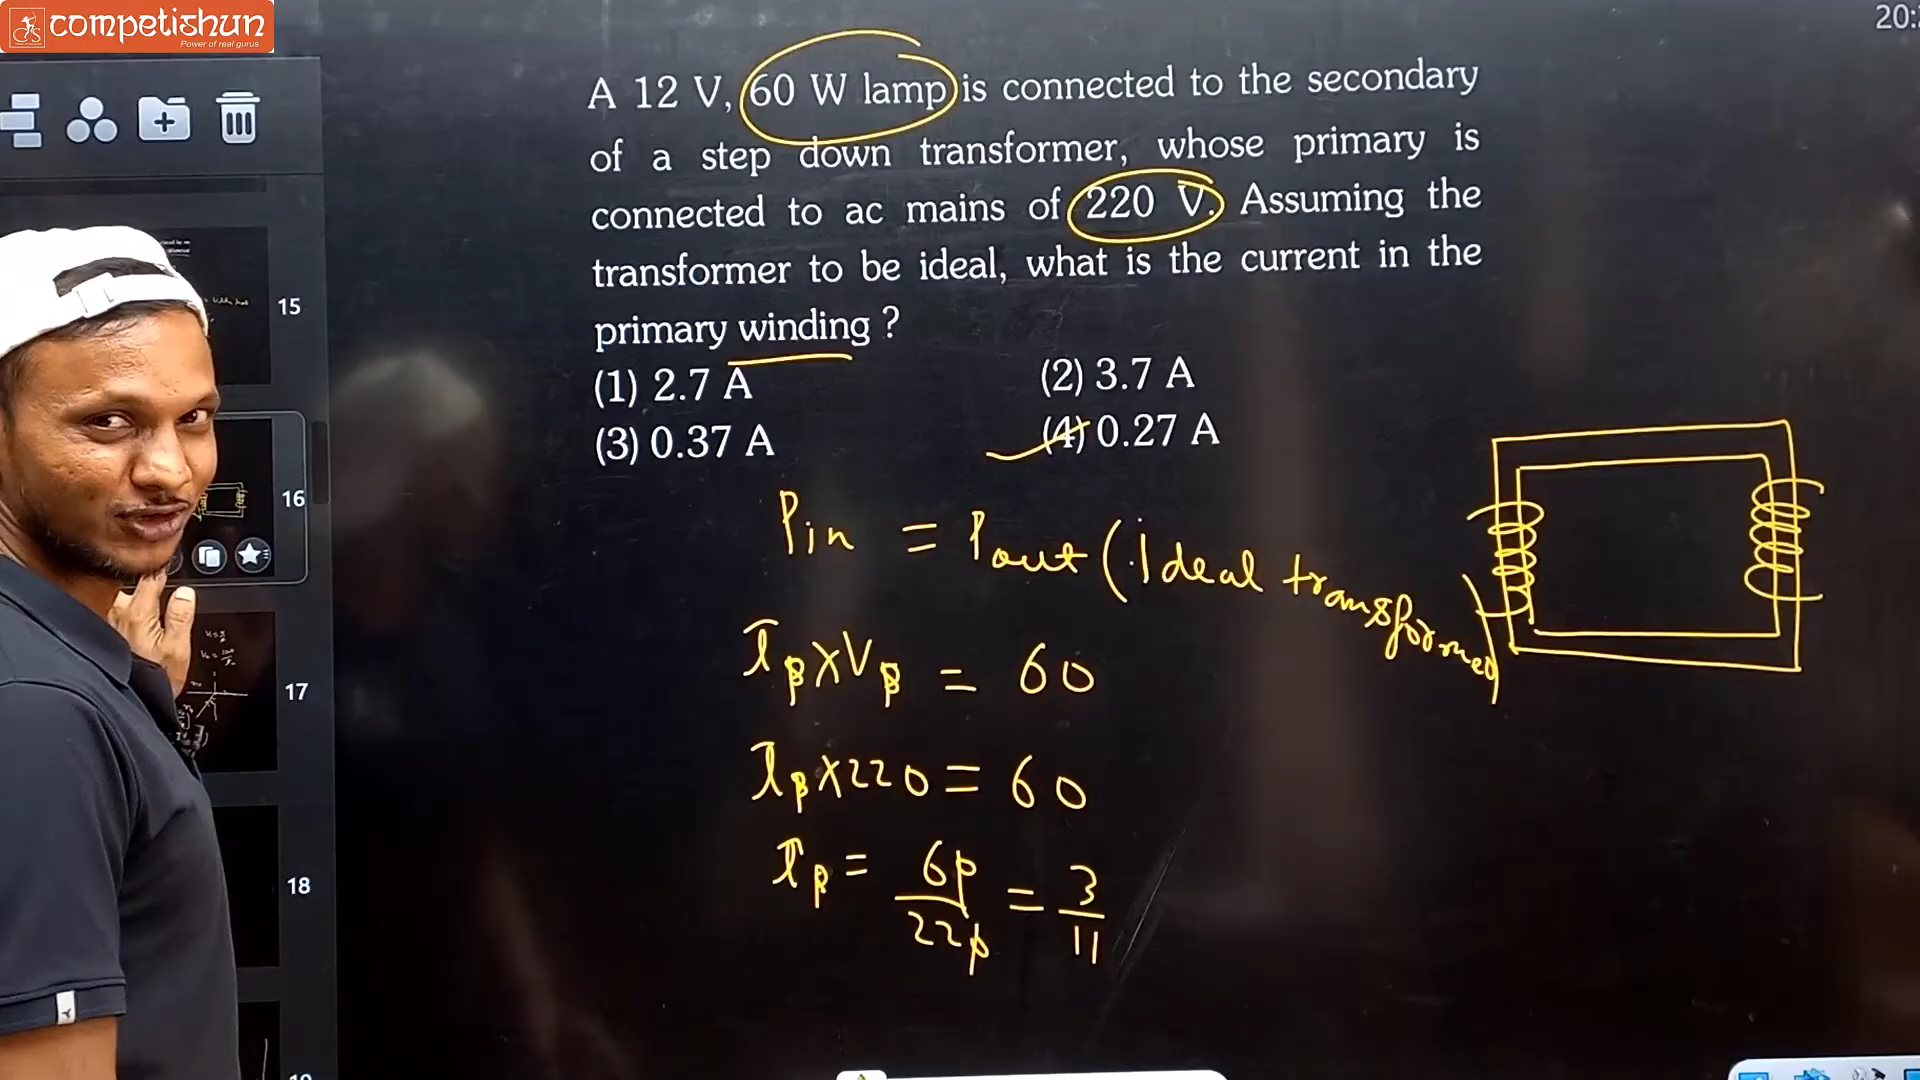 competishun
Power of real gurus
20:
A 12 V, 60 W lamp is connected to the secondary
of a step down transformer, whose primary is
connected to ac mains of 220 V. Assuming the
transformer to be ideal, what is the current in the
primary winding ?
(1) 2.7 A
(2) 3.7 A
(3) 0.37 A
(4) 0.27 A
Pin = Pout (Ideal transformer)
Ip x Vp = 60
Ip x 220 = 60
Ip = 60/220 = 3/11
15
16
17
18